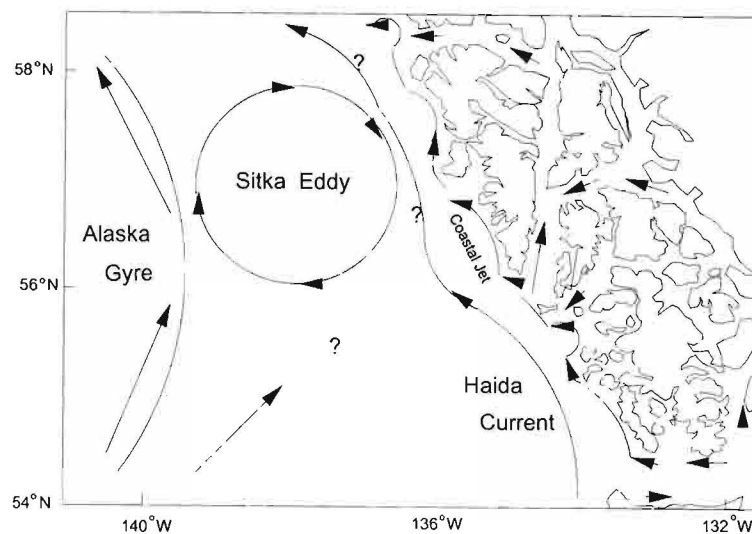 58°N
?
Sitka Eddy
Alaska
Gyre
?
Coastal Jet
56°N
?
Haida
Current
54°N
140°W
136°W
132°W